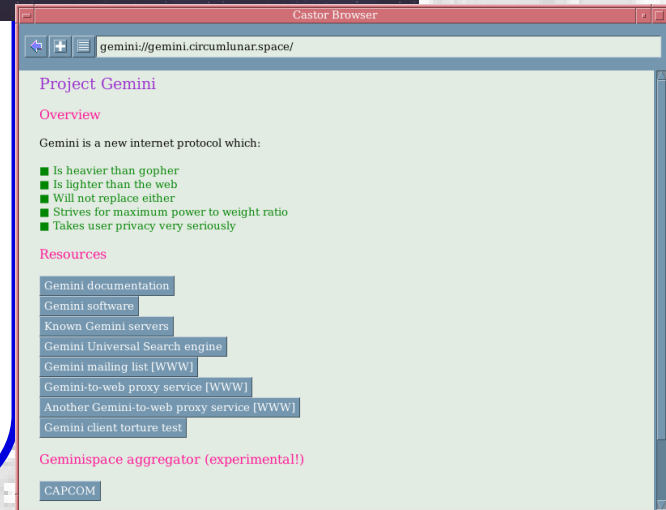 Castor Browser
gemini://gemini.circumlunar.space/
Project Gemini
Overview
Gemini is a new internet protocol which:
Is heavier than gopher
Is lighter than the web
Will not replace either
Strives for maximum power to weight ratio
Takes user privacy very seriously
Resources
Gemini documentation
Gemini software
Known Gemini servers
Gemini Universal Search engine
Gemini mailing list [WWW]
Gemini-to-web proxy service [WWW]
Another Gemini-to-web proxy service [WWW]
Gemini client torture test
Geminispace aggregator (experimental!)
CAPCOM